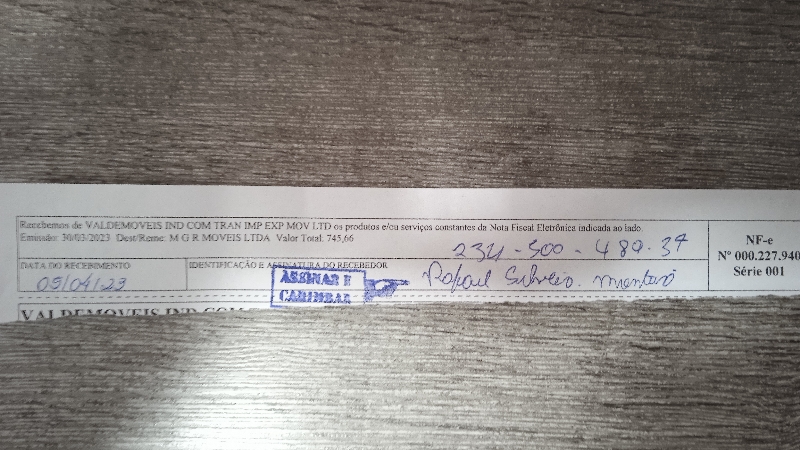 Recebemos de VALDEMOVEIS IND COM TRAN IMP EXP MOV LTD os produtos e/ou serviços constantes da Nota Fiscal Eletrônica indicada ao lado
Emissão: 30/03/2023 Dest/Reme: M G R MOVEIS LTDA Valor Total: 745,66
234-500-480-37
NF-e
Nº 000.227.940
Série 001
DATA DO RECEBIMENTO
IDENTIFICAÇÃO E ASSINATURA DO RECEBEDOR
05/04/23
ASSINAR E
CARIMBAR
Rafael Silveio
VALDEMOVEIS IND COM